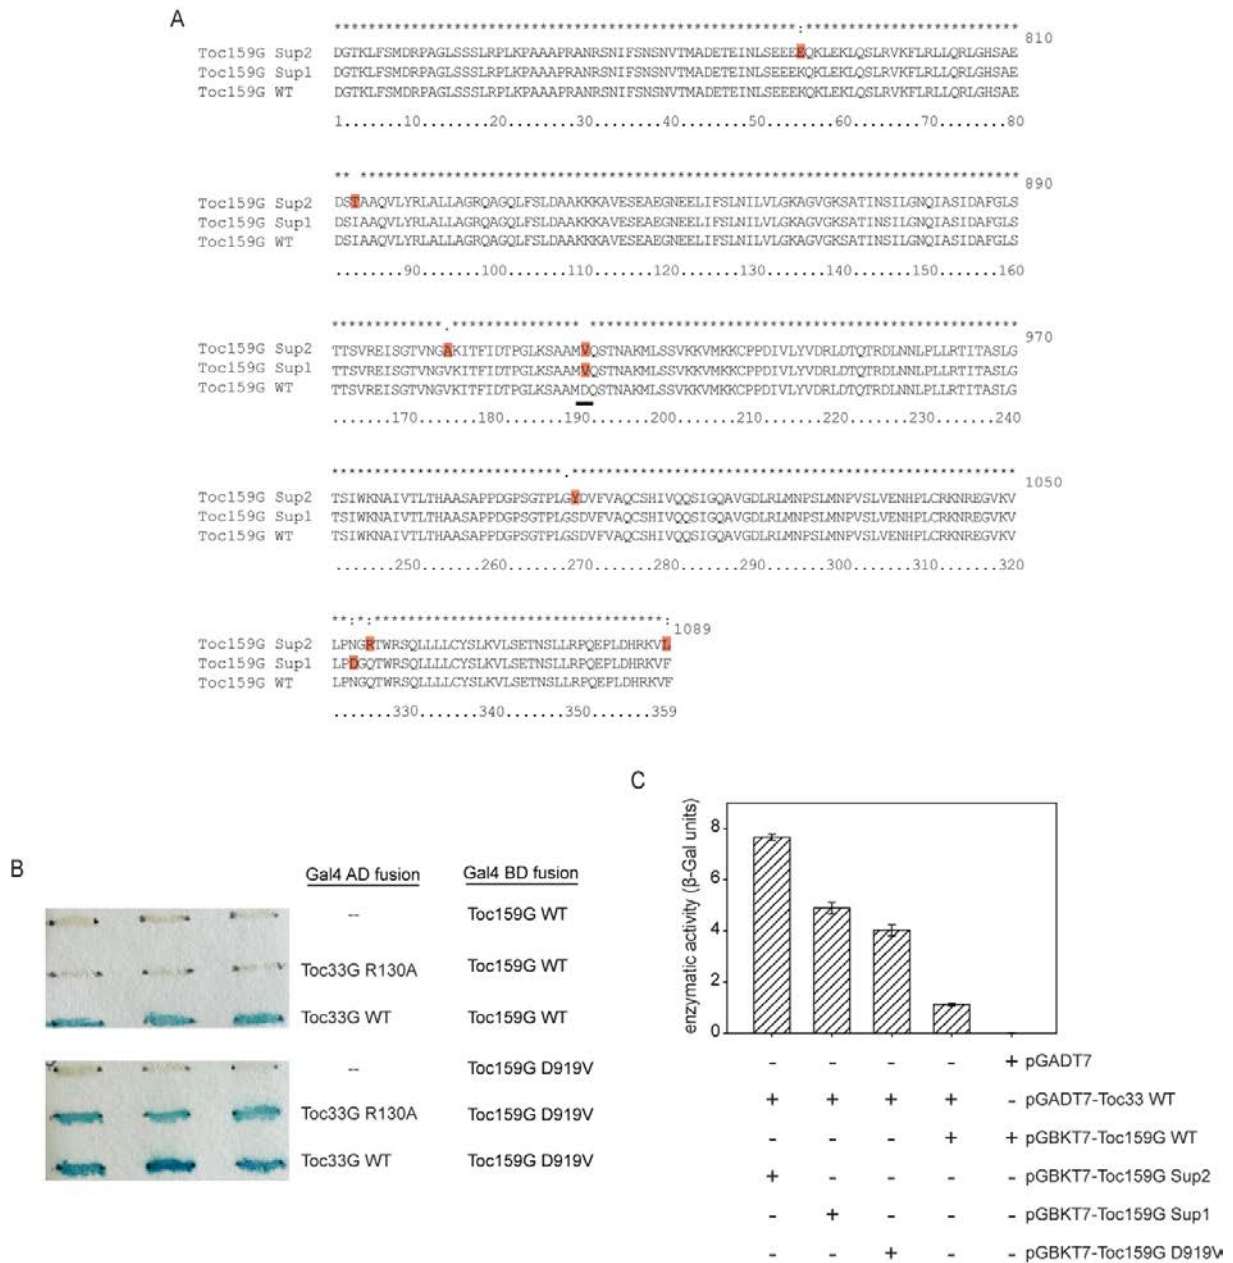 A
810
Toc159G Sup2 DGTKLFSMDRPAGLSSSLRPLKPAAAPRANRSNIFSNSNVTMADETEINLSEEEEQKLEKLQSLRVKFLRLLQRLGHSAE
Toc159G Sup1 DGTKLFSMDRPAGLSSSLRPLKPAAAPRANRSNIFSNSNVTMADETEINLSEEEKQKLEKLQSLRVKFLRLLQRLGHSAE
Toc159G WT DGTKLFSMDRPAGLSSSLRPLKPAAAPRANRSNIFSNSNVTMADETEINLSEEEKQKLEKLQSLRVKFLRLLQRLGHSAE
1.......10........20........30........40........50........60........70........80
890
Toc159G Sup2 DSTAAQVLYRLALLAGRQAGQLFSLDAAKKKAVESEAEGNEELIFSLNILVLGKAGVGKSATINSILGNQIASIDAFGLS
Toc159G Sup1 DSIAAQVLYRLALLAGRQAGQLFSLDAAKKKAVESEAEGNEELIFSLNILVLGKAGVGKSATINSILGNQIASIDAFGLS
Toc159G WT DSIAAQVLYRLALLAGRQAGQLFSLDAAKKKAVESEAEGNEELIFSLNILVLGKAGVGKSATINSILGNQIASIDAFGLS
........90.......100.......110.......120.......130.......140.......150.......160
970
Toc159G Sup2 TTSVREISGTVNGAKITFIDTPGLKSAAMVQSTNAKMLSSVKKVMKKCPPDIVLYVDRLDTQTRDLNNLPLLRTITASLG
Toc159G Sup1 TTSVREISGTVNGVKITFIDTPGLKSAAMVQSTNAKMLSSVKKVMKKCPPDIVLYVDRLDTQTRDLNNLPLLRTITASLG
Toc159G WT TTSVREISGTVNGVKITFIDTPGLKSAAMDQSTNAKMLSSVKKVMKKCPPDIVLYVDRLDTQTRDLNNLPLLRTITASLG
.......170.......180.......190.......200.......210.......220.......230.......240
1050
Toc159G Sup2 TSIWKNAIVTLTHAASAPPDGPSGTPLGYDVFVAQCSHIVQQSIGQAVGDLRLMNPSLMNPVSLVENHPLCRKNREGVKV
Toc159G Sup1 TSIWKNAIVTLTHAASAPPDGPSGTPLGSDVFVAQCSHIVQQSIGQAVGDLRLMNPSLMNPVSLVENHPLCRKNREGVKV
Toc159G WT TSIWKNAIVTLTHAASAPPDGPSGTPLGSDVFVAQCSHIVQQSIGQAVGDLRLMNPSLMNPVSLVENHPLCRKNREGVKV
.......250.......260.......270.......280.......290.......300.......310.......320
1089
Toc159G Sup2 LPNGRTWRSQLLLLCYSLKVLSETNSLLRPQEPLDHRKVL
Toc159G Sup1 LPDGQTWRSQLLLLCYSLKVLSETNSLLRPQEPLDHRKVF
Toc159G WT LPNGQTWRSQLLLLCYSLKVLSETNSLLRPQEPLDHRKVF
.......330.......340.......350......359
B
Gal4 AD fusion Gal4 BD fusion
-- Toc159G WT
Toc33G R130A Toc159G WT
Toc33G WT Toc159G WT
-- Toc159G D919V
Toc33G R130A Toc159G D919V
Toc33G WT Toc159G D919V
C
enzymatic activity (β-Gal units)
8
6
4
2
0
- - - - + pGADT7
+ + + + - pGADT7-Toc33 WT
- - - + + pGBKT7-Toc159G WT
+ - - - - pGBKT7-Toc159G Sup2
- + - - - pGBKT7-Toc159G Sup1
- - + - - pGBKT7-Toc159G D919V